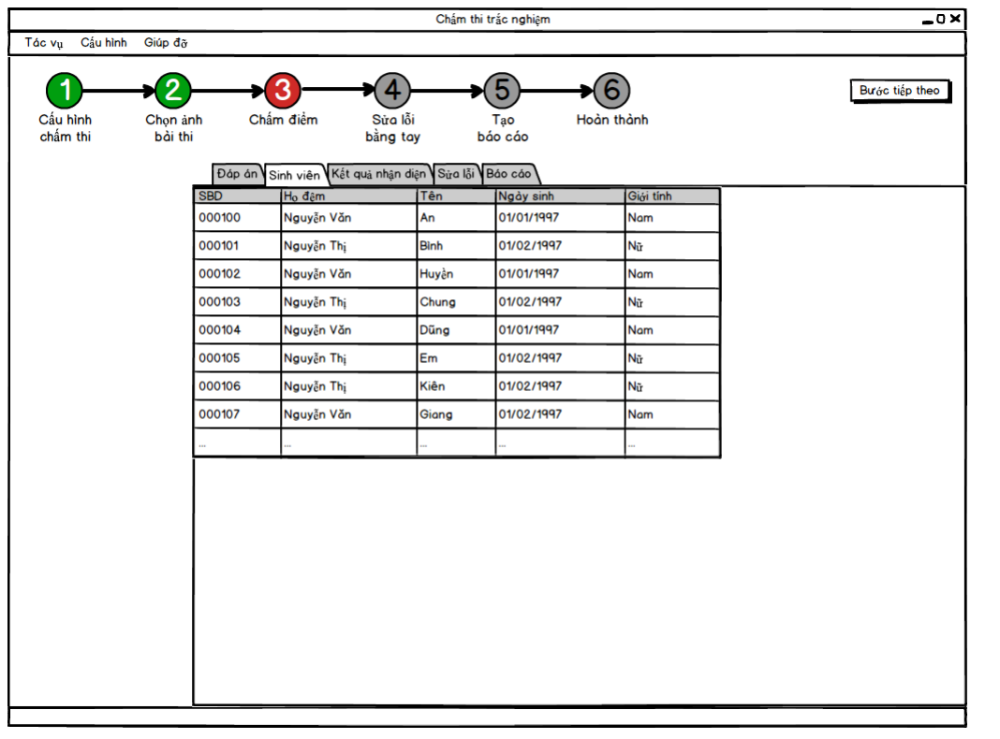 Chấm thi trắc nghiệm
Tác vụ Cấu hình Giúp đỡ
1 2 3 4 5 6
Bước tiếp theo
Cấu hình
chấm thi
Chọn ảnh
bài thi
Chấm điểm
Sửa lỗi
bằng tay
Tạo
báo cáo
Hoàn thành
Đáp án Sinh viên Kết quả nhận diện Sửa lỗi Báo cáo
SBD Họ đệm Tên Ngày sinh Giới tính
000100 Nguyễn Văn An 01/01/1997 Nam
000101 Nguyễn Thị Bình 01/02/1997 Nữ
000102 Nguyễn Văn Huyền 01/01/1997 Nam
000103 Nguyễn Thị Chung 01/02/1997 Nữ
000104 Nguyễn Văn Dũng 01/01/1997 Nam
000105 Nguyễn Thị Em 01/02/1997 Nữ
000106 Nguyễn Thị Kiên 01/02/1997 Nữ
000107 Nguyễn Văn Giang 01/02/1997 Nam
... ... ... ... ...